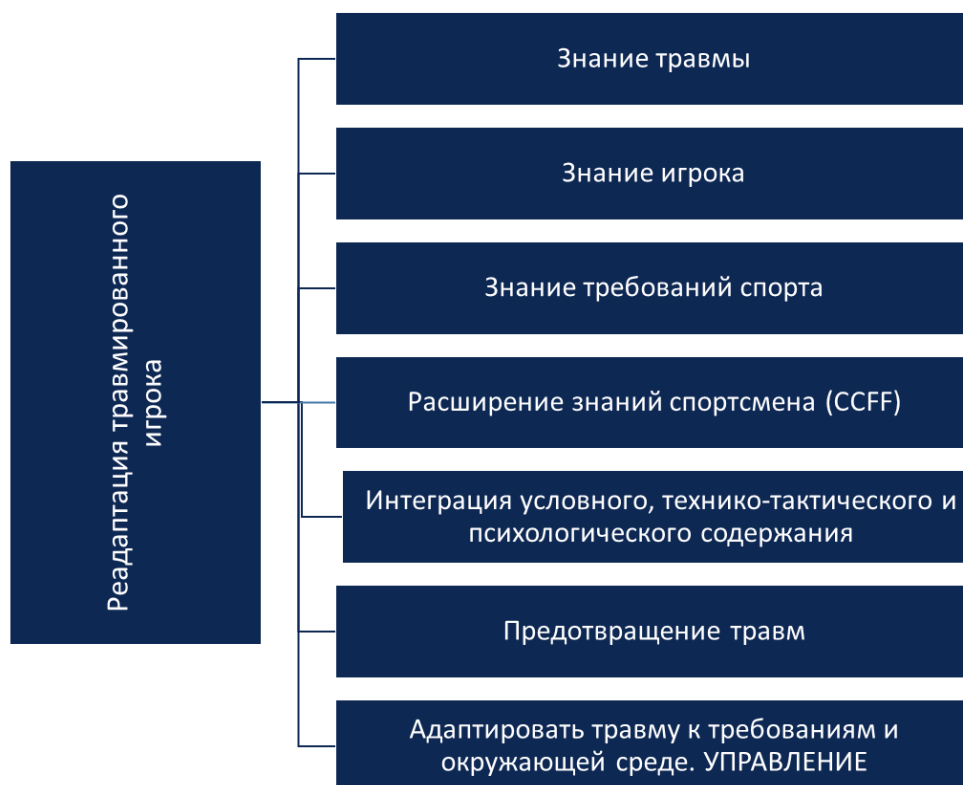 Реадаптация травмированного
игрока
Знание травмы
Знание игрока
Знание требований спорта
Расширение знаний спортсмена (CCFF)
Интеграция условного, технико-тактического и
психологического содержания
Предотвращение травм
Адаптировать травму к требованиям и
окружающей среде. УПРАВЛЕНИЕ